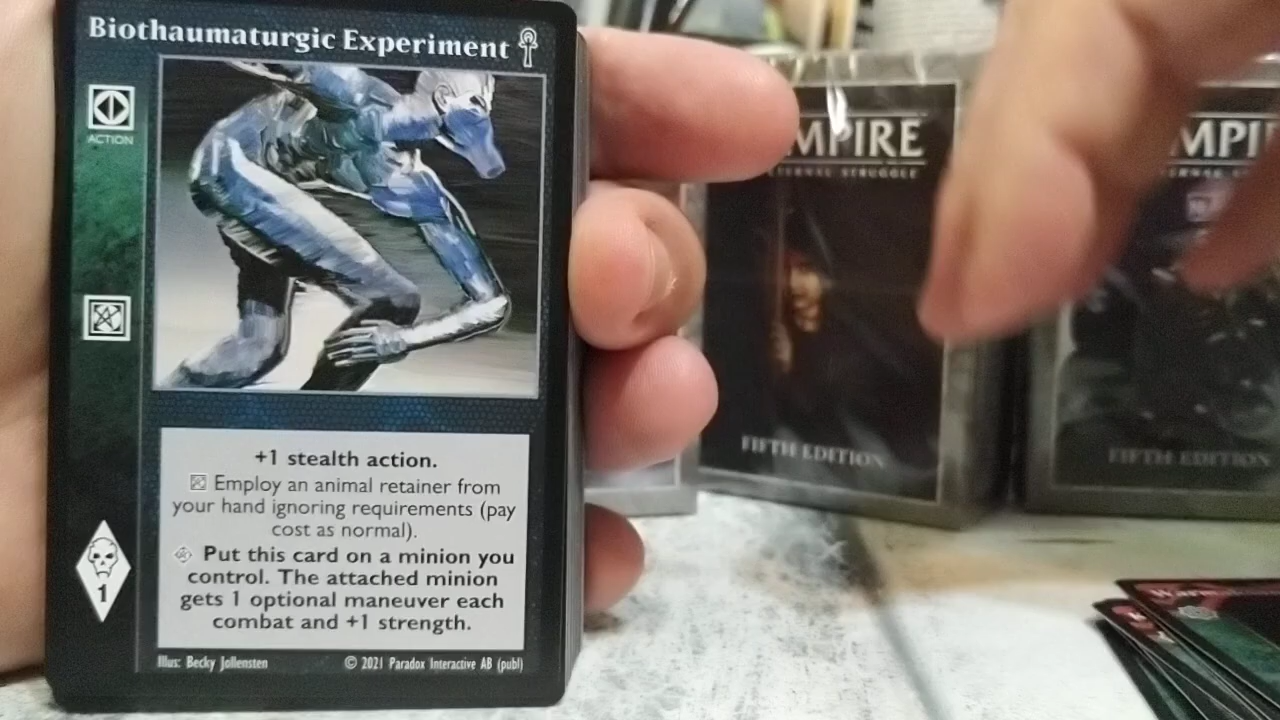 Biothaumaturgic Experiment
ACTION
+1 stealth action.
Employ an animal retainer from
your hand ignoring requirements (pay
cost as normal).
Put this card on a minion you
control. The attached minion
gets 1 optional maneuver each
combat and +1 strength.
1
Illus: Becky Jollensten
© 2021 Paradox Interactive AB (publ)
MPIRE
ETERNAL STRUGGLE
FIFTH EDITION
MPI
FIFTH EDITION